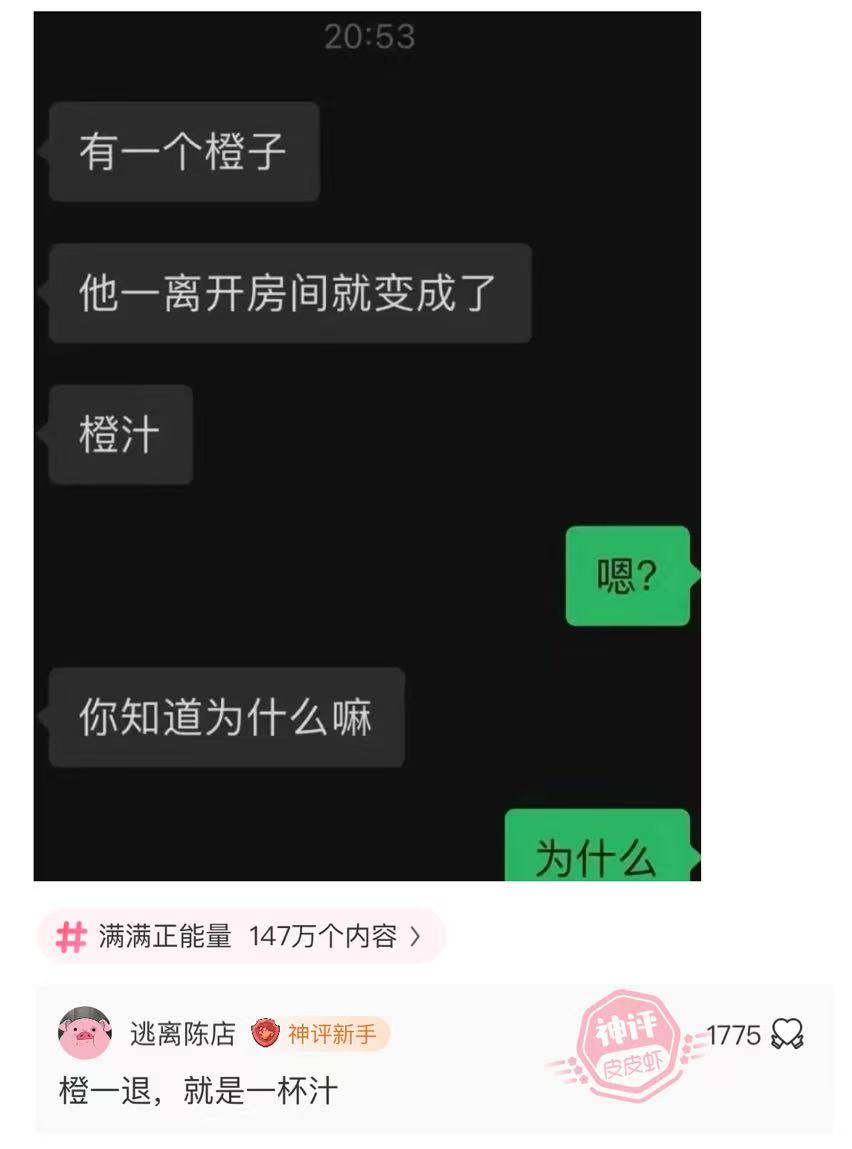 20:53
有一个橙子
他一离开房间就变成了
橙汁
嗯?
你知道为什么嘛
为什么
# 满满正能量 147万个内容 >
逃离陈店 神评新手
神评
皮皮虾
1775
橙一退，就是一杯汁